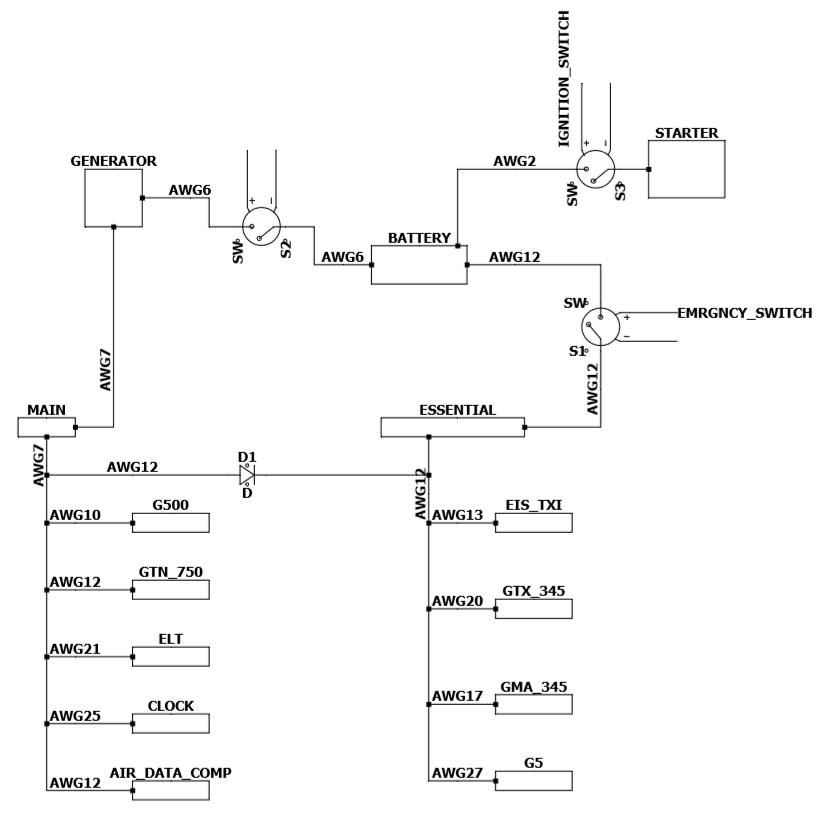 IGNITION_SWITCH
STARTER
+
–
AWG2
SW
S3
GENERATOR
AWG6
+
–
SW
S2
BATTERY
AWG6
AWG12
SW
+
–
EMRGNCY_SWITCH
S1
AWG7
AWG12
MAIN
ESSENTIAL
AWG7
AWG12
D1
D
AWG12
AWG10
G500
AWG13
EIS_TXI
AWG12
GTN_750
AWG20
GTX_345
AWG21
ELT
AWG17
GMA_345
AWG25
CLOCK
AWG12
AIR_DATA_COMP
AWG27
G5